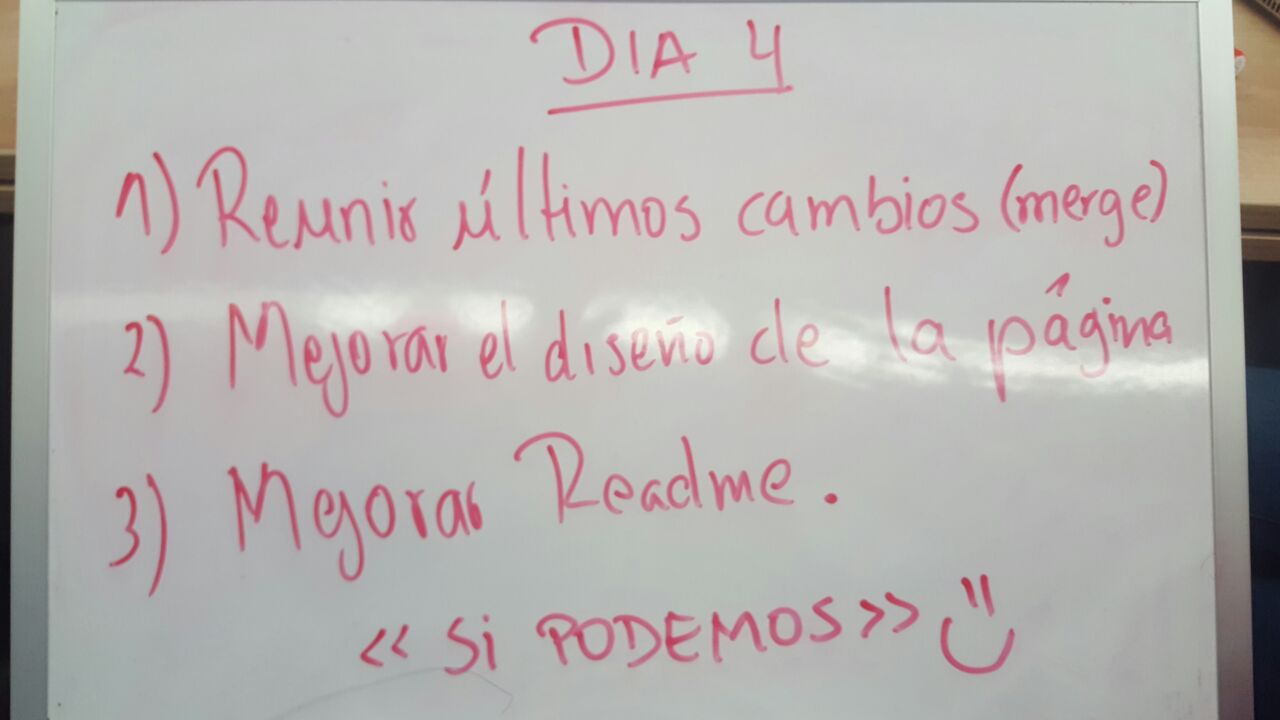 DIA 4
1) Reunir últimos cambios (merge)
2) Mejorar el diseño de la página
3) Mejorar Readme.
<< Si PODEMOS >>